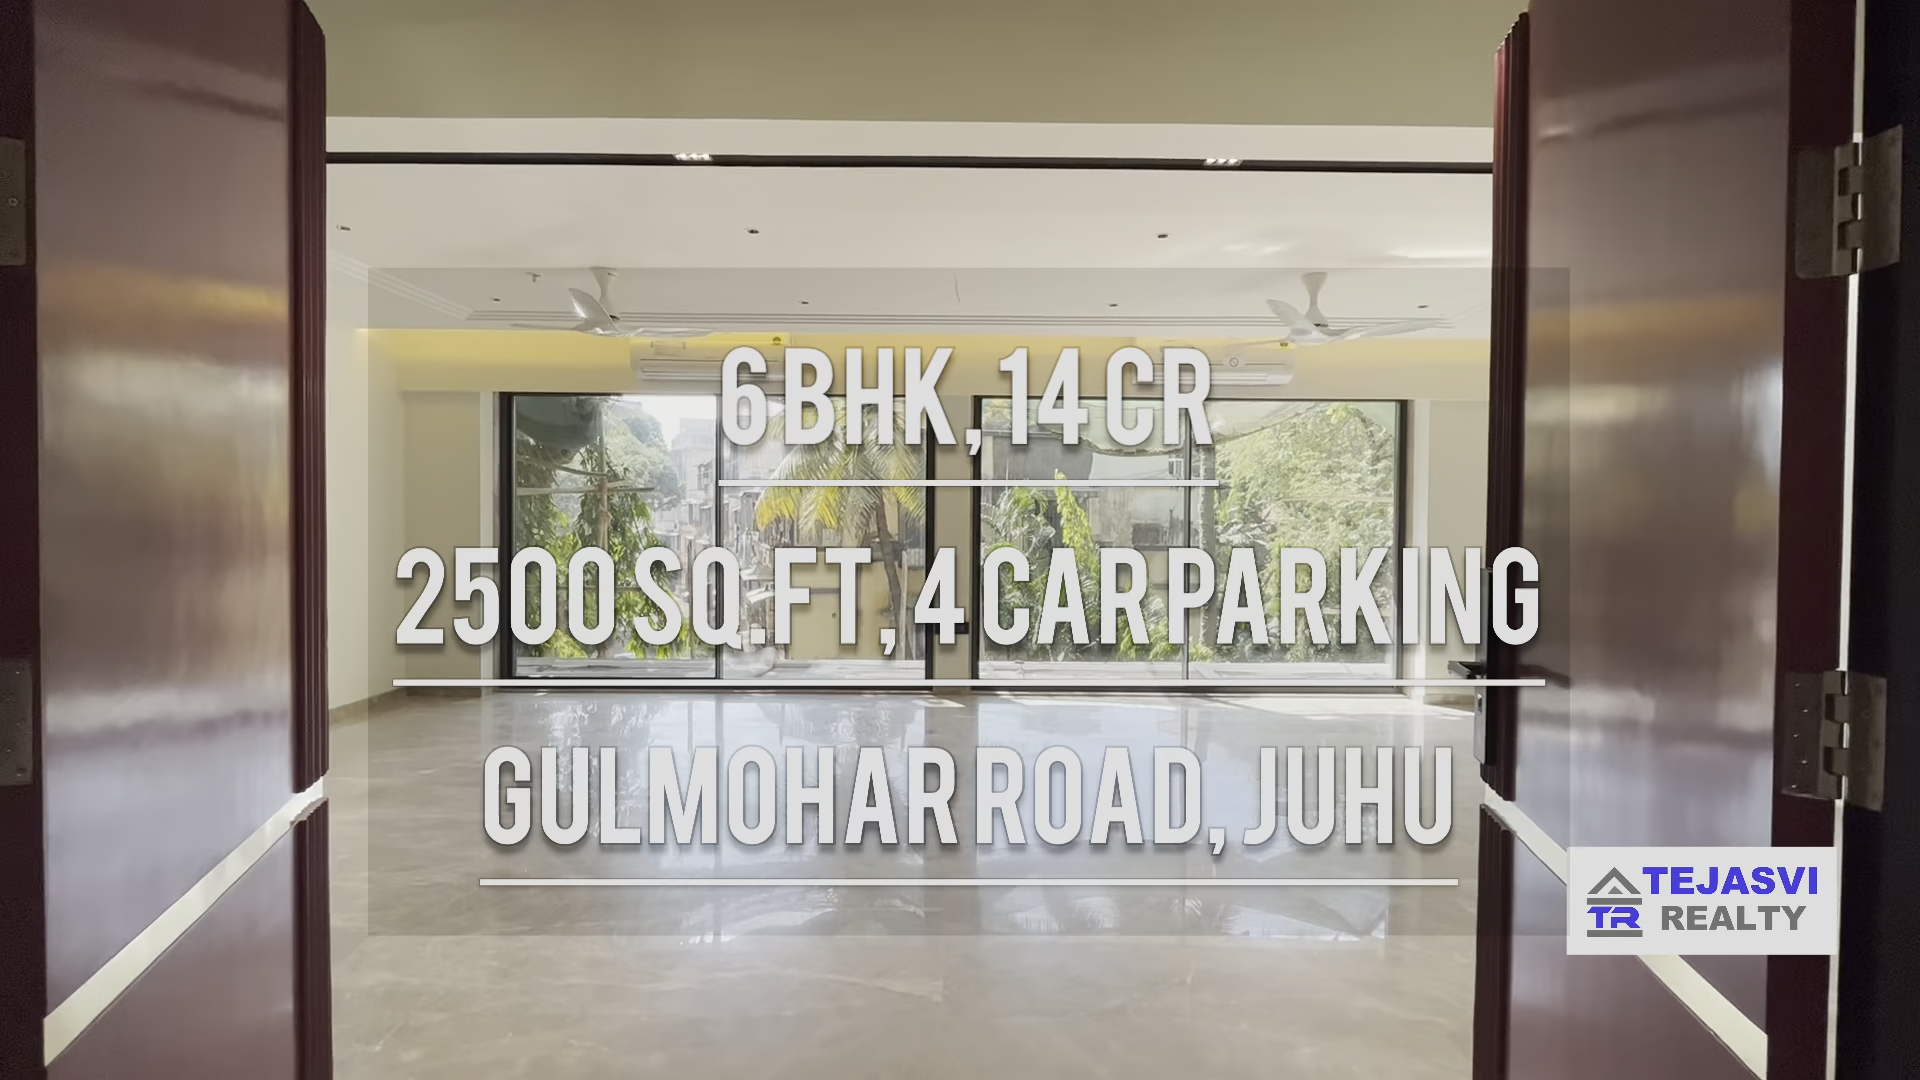 6 BHK, 14 CR
2500 SQ.FT, 4 CAR PARKING
GULMOHAR ROAD, JUHU
TEJASVI
TR REALTY